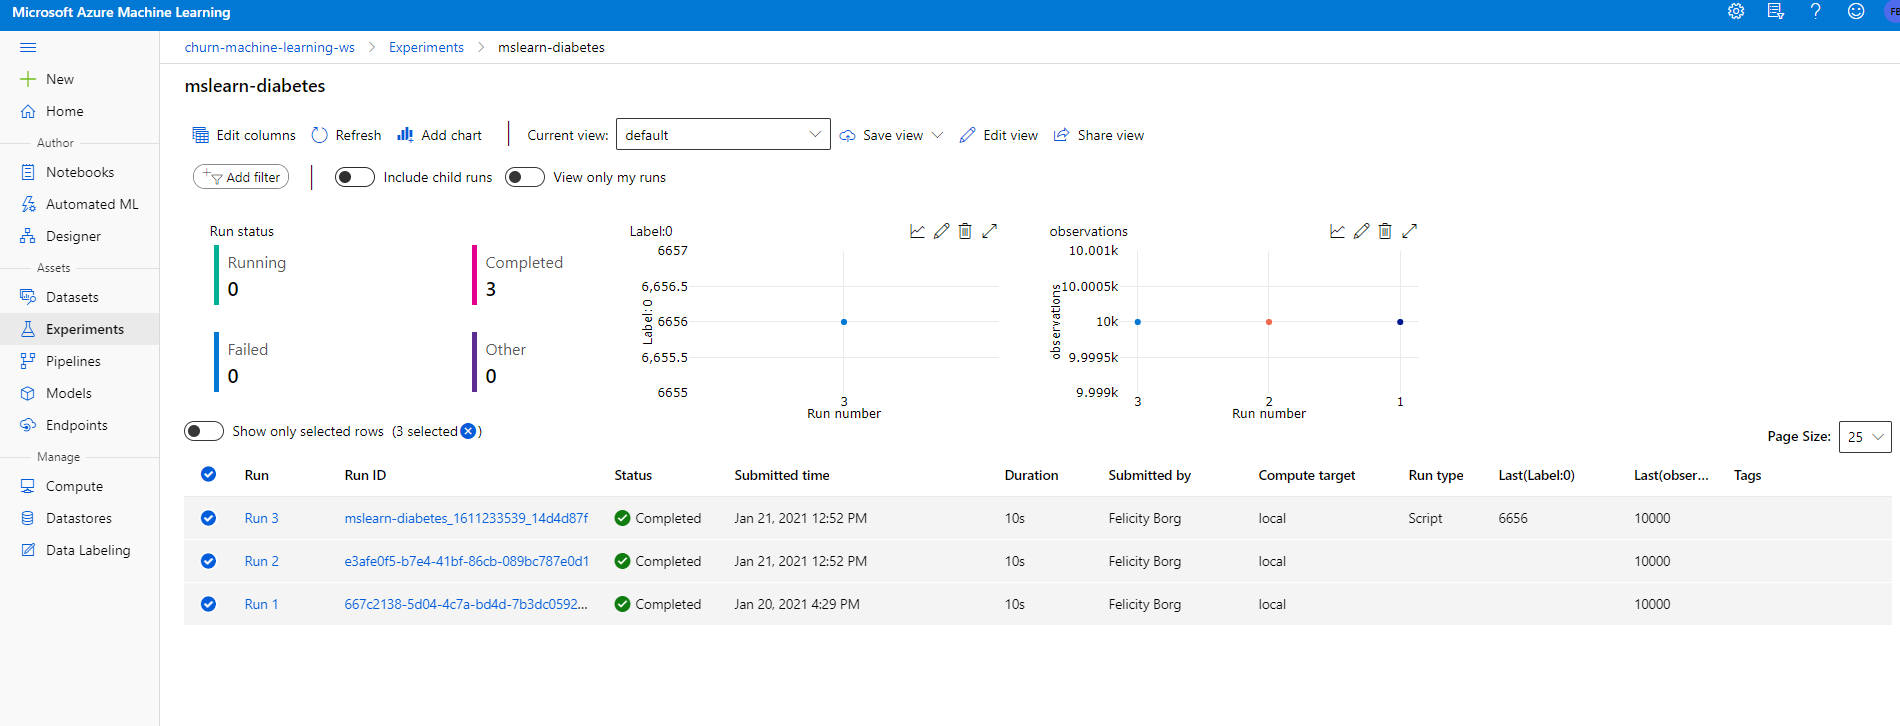 Microsoft Azure Machine Learning
FB
churn-machine-learning-ws > Experiments > mslearn-diabetes
New
Home
Author
Notebooks
Automated ML
Designer
Assets
Datasets
Experiments
Pipelines
Models
Endpoints
Manage
Compute
Datastores
Data Labeling
mslearn-diabetes
Edit columns Refresh Add chart Current view: default Save view Edit view Share view
Add filter Include child runs View only my runs
Run status
Running
0
Completed
3
Failed
0
Other
0
Label:0
6657
6,656.5
6656
6,655.5
6655
Label:0
3
Run number
observations
10.001k
10.0005k
10k
9.9995k
9.999k
observations
3 2 1
Run number
Show only selected rows (3 selected )
Page Size: 25
Run Run ID Status Submitted time Duration Submitted by Compute target Run type Last(Label:0) Last(obser... Tags
Run 3 mslearn-diabetes_1611233539_14d4d87f Completed Jan 21, 2021 12:52 PM 10s Felicity Borg local Script 6656 10000
Run 2 e3afe0f5-b7e4-41bf-86cb-089bc787e0d1 Completed Jan 21, 2021 12:52 PM 10s Felicity Borg local 10000
Run 1 667c2138-5d04-4c7a-bd4d-7b3dc0592... Completed Jan 20, 2021 4:29 PM 10s Felicity Borg local 10000